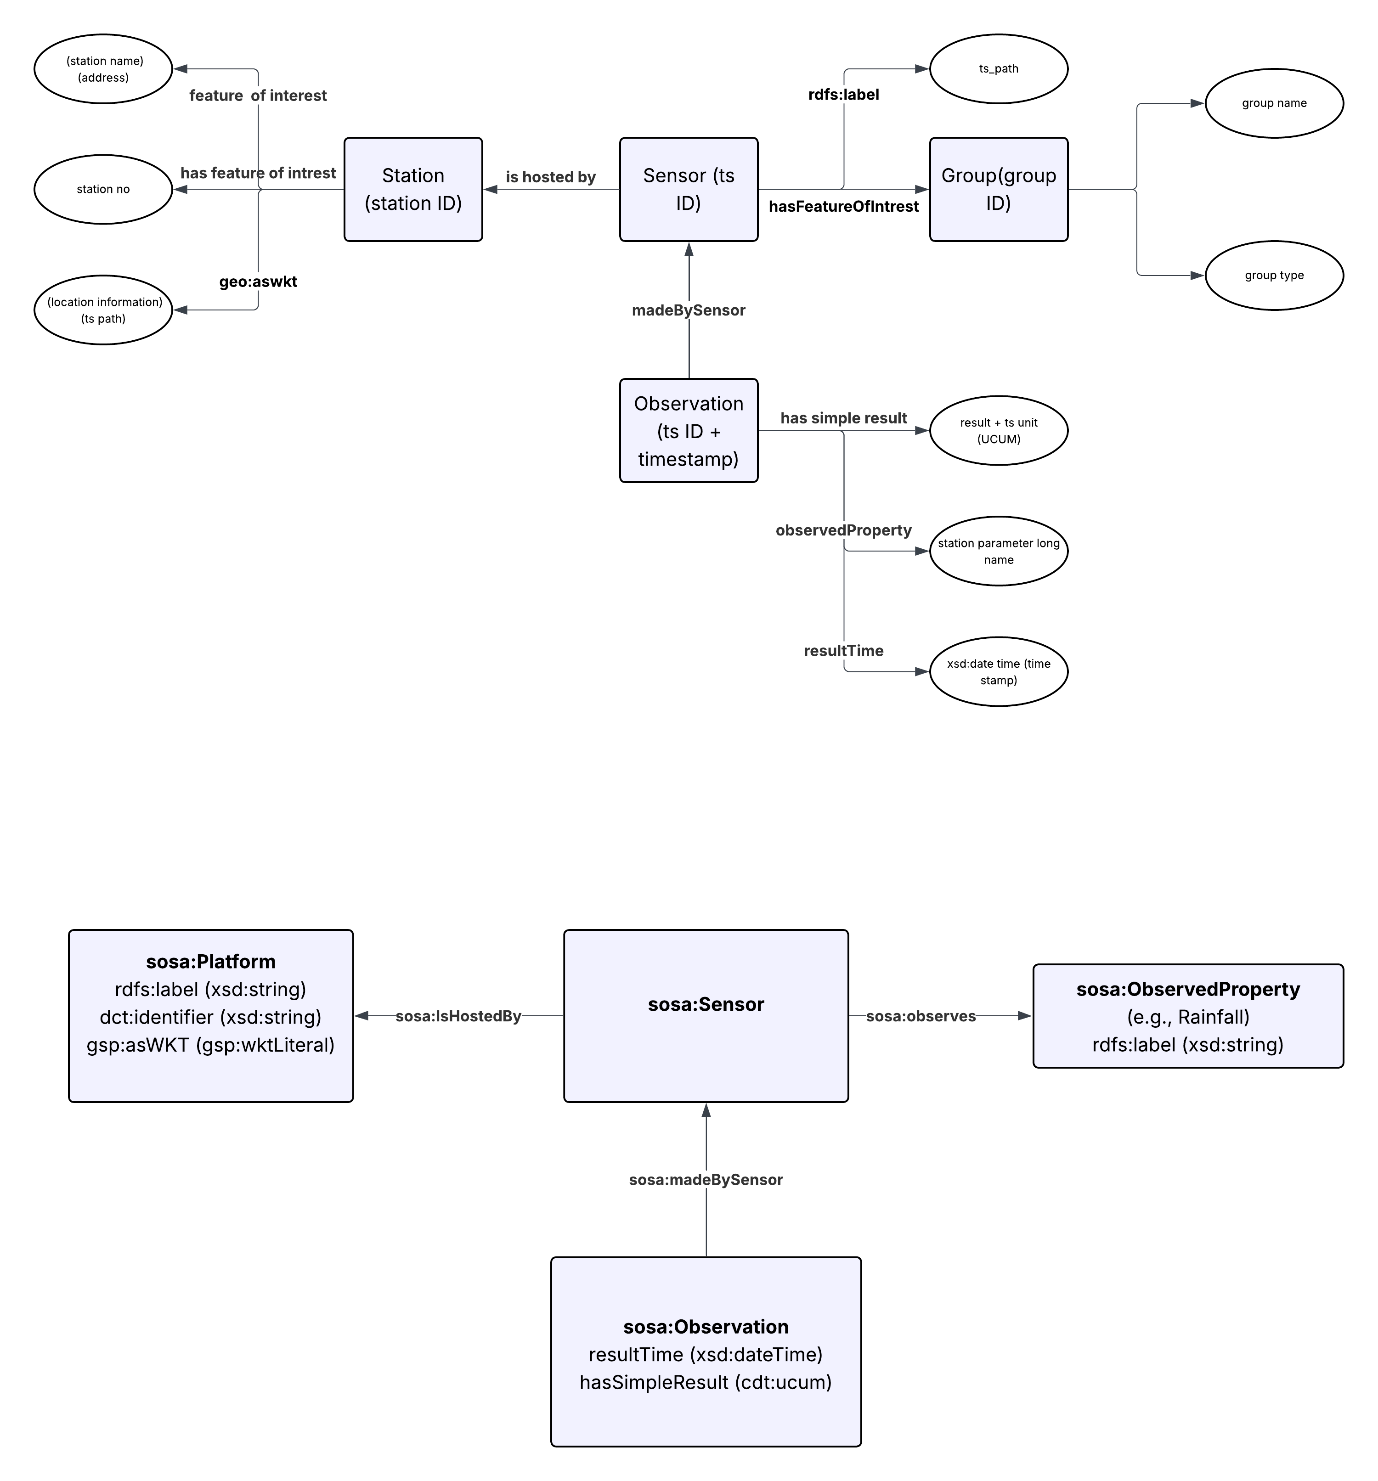 (station name)
(address)
feature  of interest
station no
has feature of intrest
(location information)
(ts path)
geo:aswkt
Station
(station ID)
is hosted by
Sensor (ts
ID)
rdfs:label
ts_path
hasFeatureOfIntrest
Group(group
ID)
group name
group type
madeBySensor
Observation
(ts ID +
timestamp)
has simple result
result + ts unit
(UCUM)
observedProperty
station parameter long
name
resultTime
xsd:date time (time
stamp)
sosa:Platform
rdfs:label (xsd:string)
dct:identifier (xsd:string)
gsp:asWKT (gsp:wktLiteral)
sosa:IsHostedBy
sosa:Sensor
sosa:observes
sosa:ObservedProperty
(e.g., Rainfall)
rdfs:label (xsd:string)
sosa:madeBySensor
sosa:Observation
resultTime (xsd:dateTime)
hasSimpleResult (cdt:ucum)